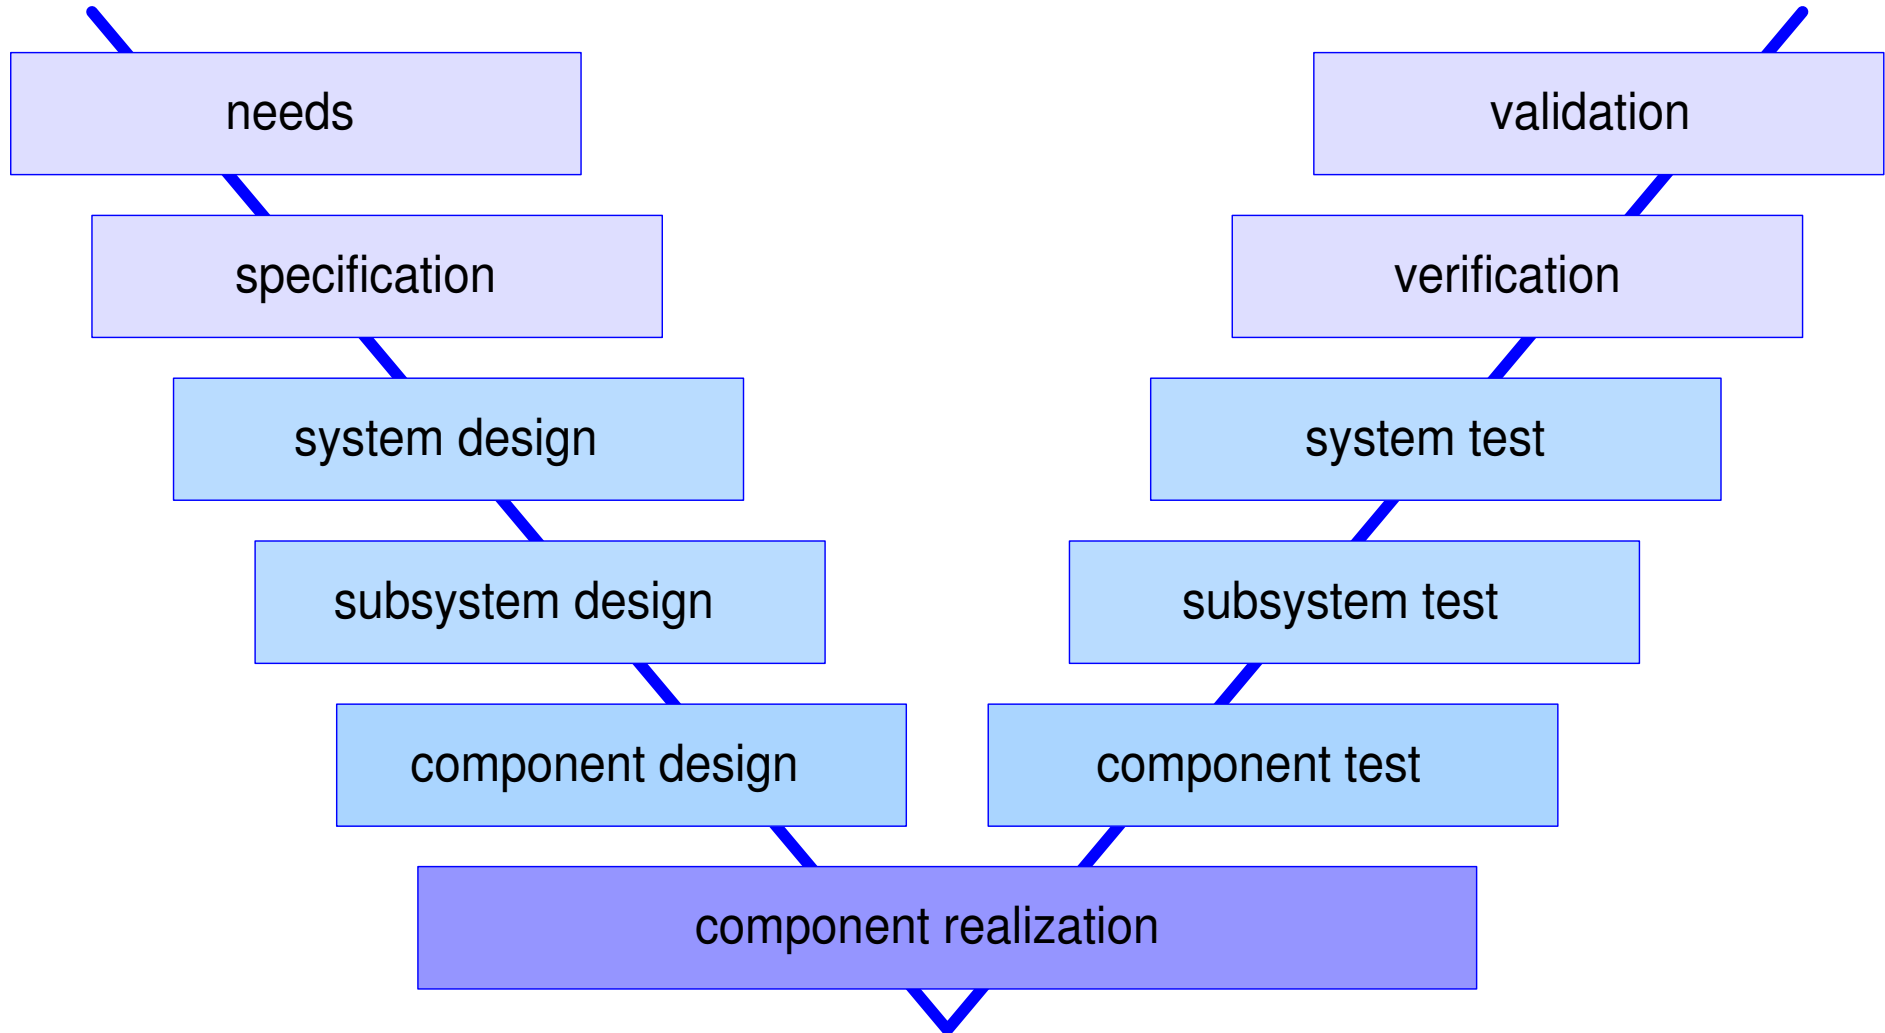 needs
validation
specification
verification
system design
system test
subsystem design
subsystem test
component design
component test
component realization